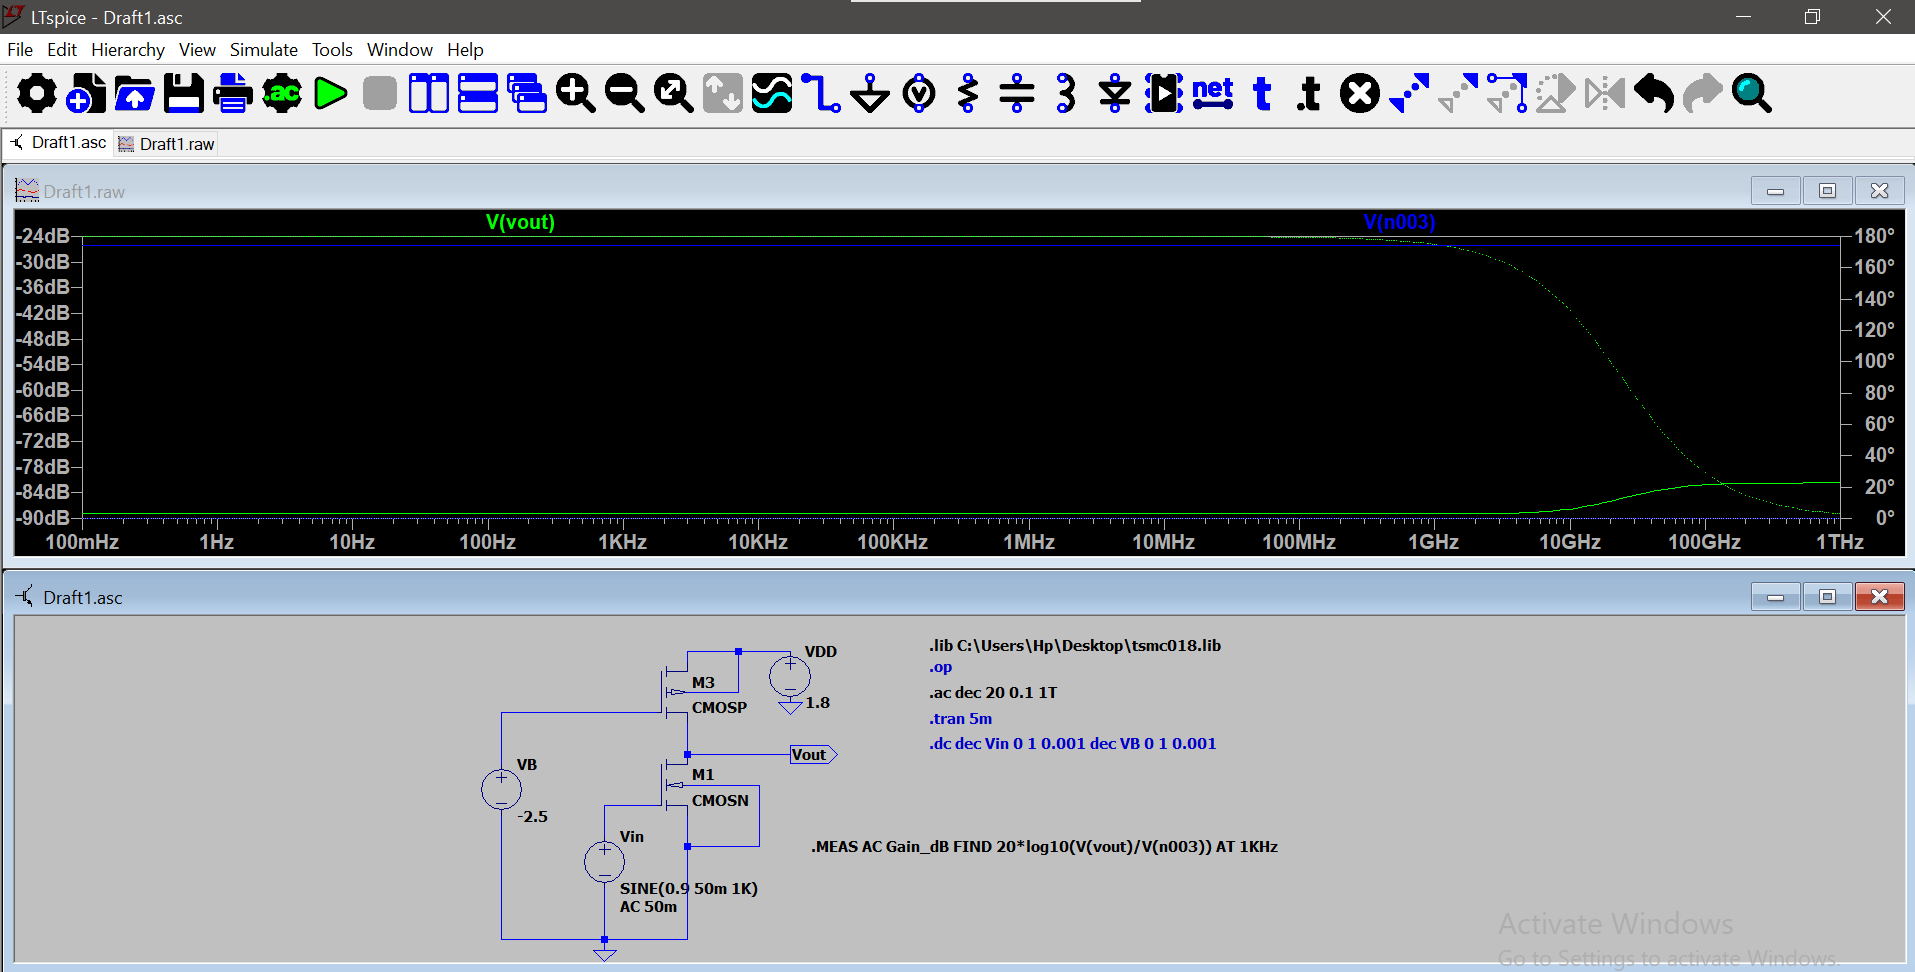 LTspice - Draft1.asc
File Edit Hierarchy View Simulate Tools Window Help
.ac
net
t
.t
Draft1.asc
Draft1.raw
Draft1.raw
V(vout)
V(n003)
-24dB
-30dB
-36dB
-42dB
-48dB
-54dB
-60dB
-66dB
-72dB
-78dB
-84dB
-90dB
180°
160°
140°
120°
100°
80°
60°
40°
20°
0°
100mHz 1Hz 10Hz 100Hz 1KHz 10KHz 100KHz 1MHz 10MHz 100MHz 1GHz 10GHz 100GHz 1THz
Draft1.asc
VDD
1.8
M3
CMOSP
Vout
M1
CMOSN
VB
-2.5
Vin
SINE(0.9 50m 1K)
AC 50m
.lib C:\Users\Hp\Desktop\tsmc018.lib
.op
.ac dec 20 0.1 1T
.tran 5m
.dc dec Vin 0 1 0.001 dec VB 0 1 0.001
.MEAS AC Gain_dB FIND 20*log10(V(vout)/V(n003)) AT 1KHz
Activate Windows
Go to Settings to activate Windows.